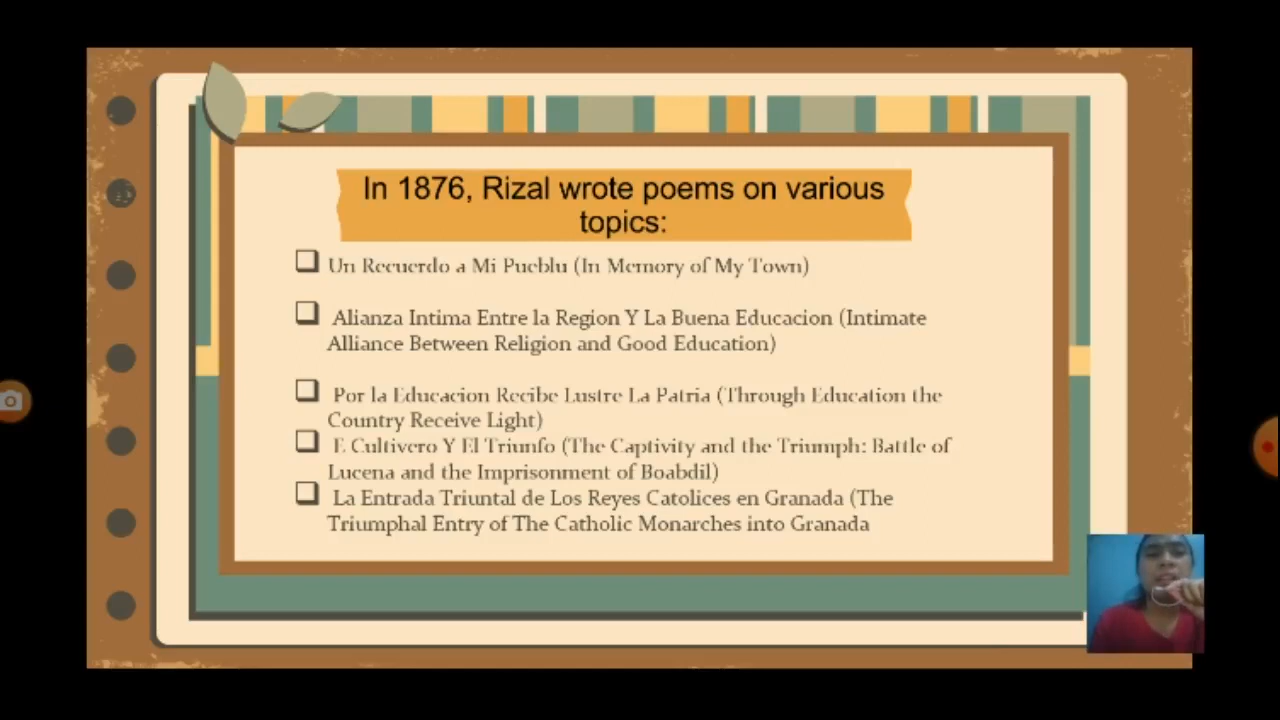 In 1876, Rizal wrote poems on various
topics:
Un Recuerdo a Mi Pueblu (In Memory of My Town)
Alianza Intima Entre la Region Y La Buena Educacion (Intimate
Alliance Between Religion and Good Education)
Por la Educacion Recibe Lustre La Patria (Through Education the
Country Receive Light)
E Cultivero Y El Triunfo (The Captivity and the Triumph: Battle of
Lucena and the Imprisonment of Boabdil)
La Entrada Triuntal de Los Reyes Catolices en Granada (The
Triumphal Entry of The Catholic Monarches into Granada